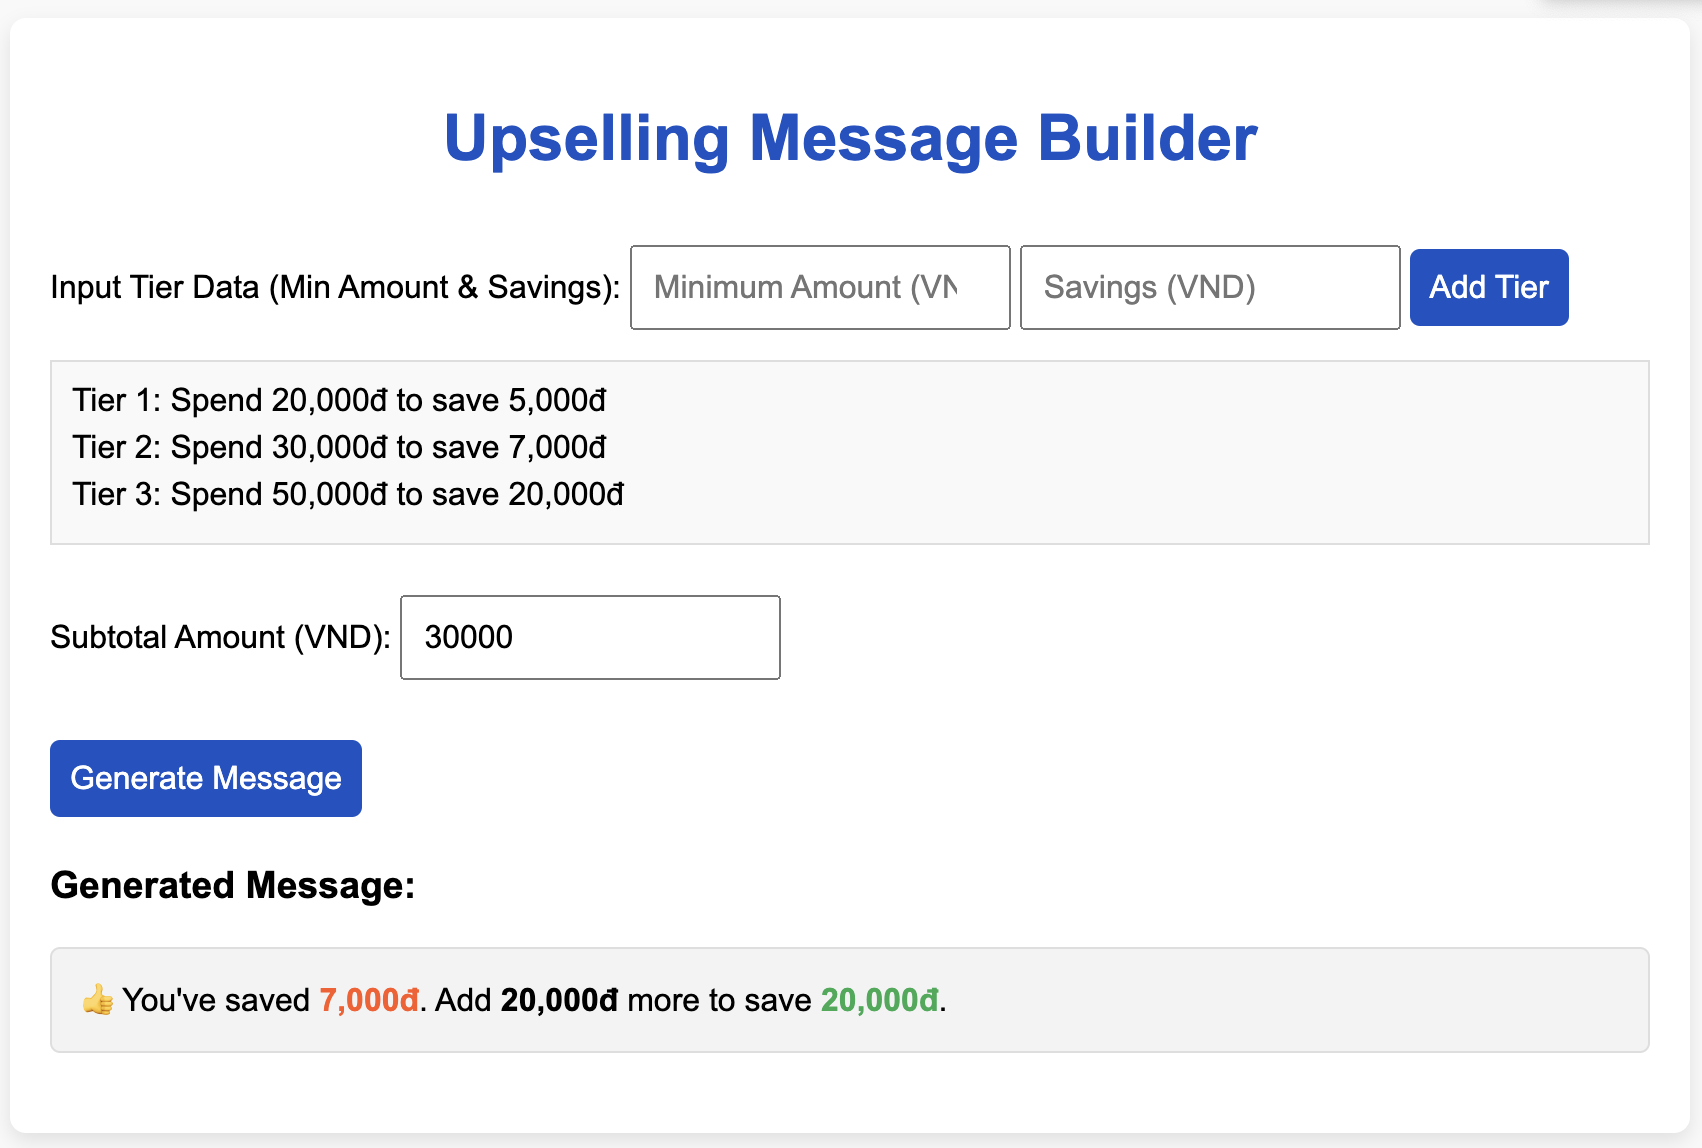 Upselling Message Builder
Input Tier Data (Min Amount & Savings): Minimum Amount (VN Savings (VND) Add Tier
Tier 1: Spend 20,000đ to save 5,000đ
Tier 2: Spend 30,000đ to save 7,000đ
Tier 3: Spend 50,000đ to save 20,000đ
Subtotal Amount (VND): 30000
Generate Message
Generated Message:
👍 You've saved 7,000đ. Add 20,000đ more to save 20,000đ.